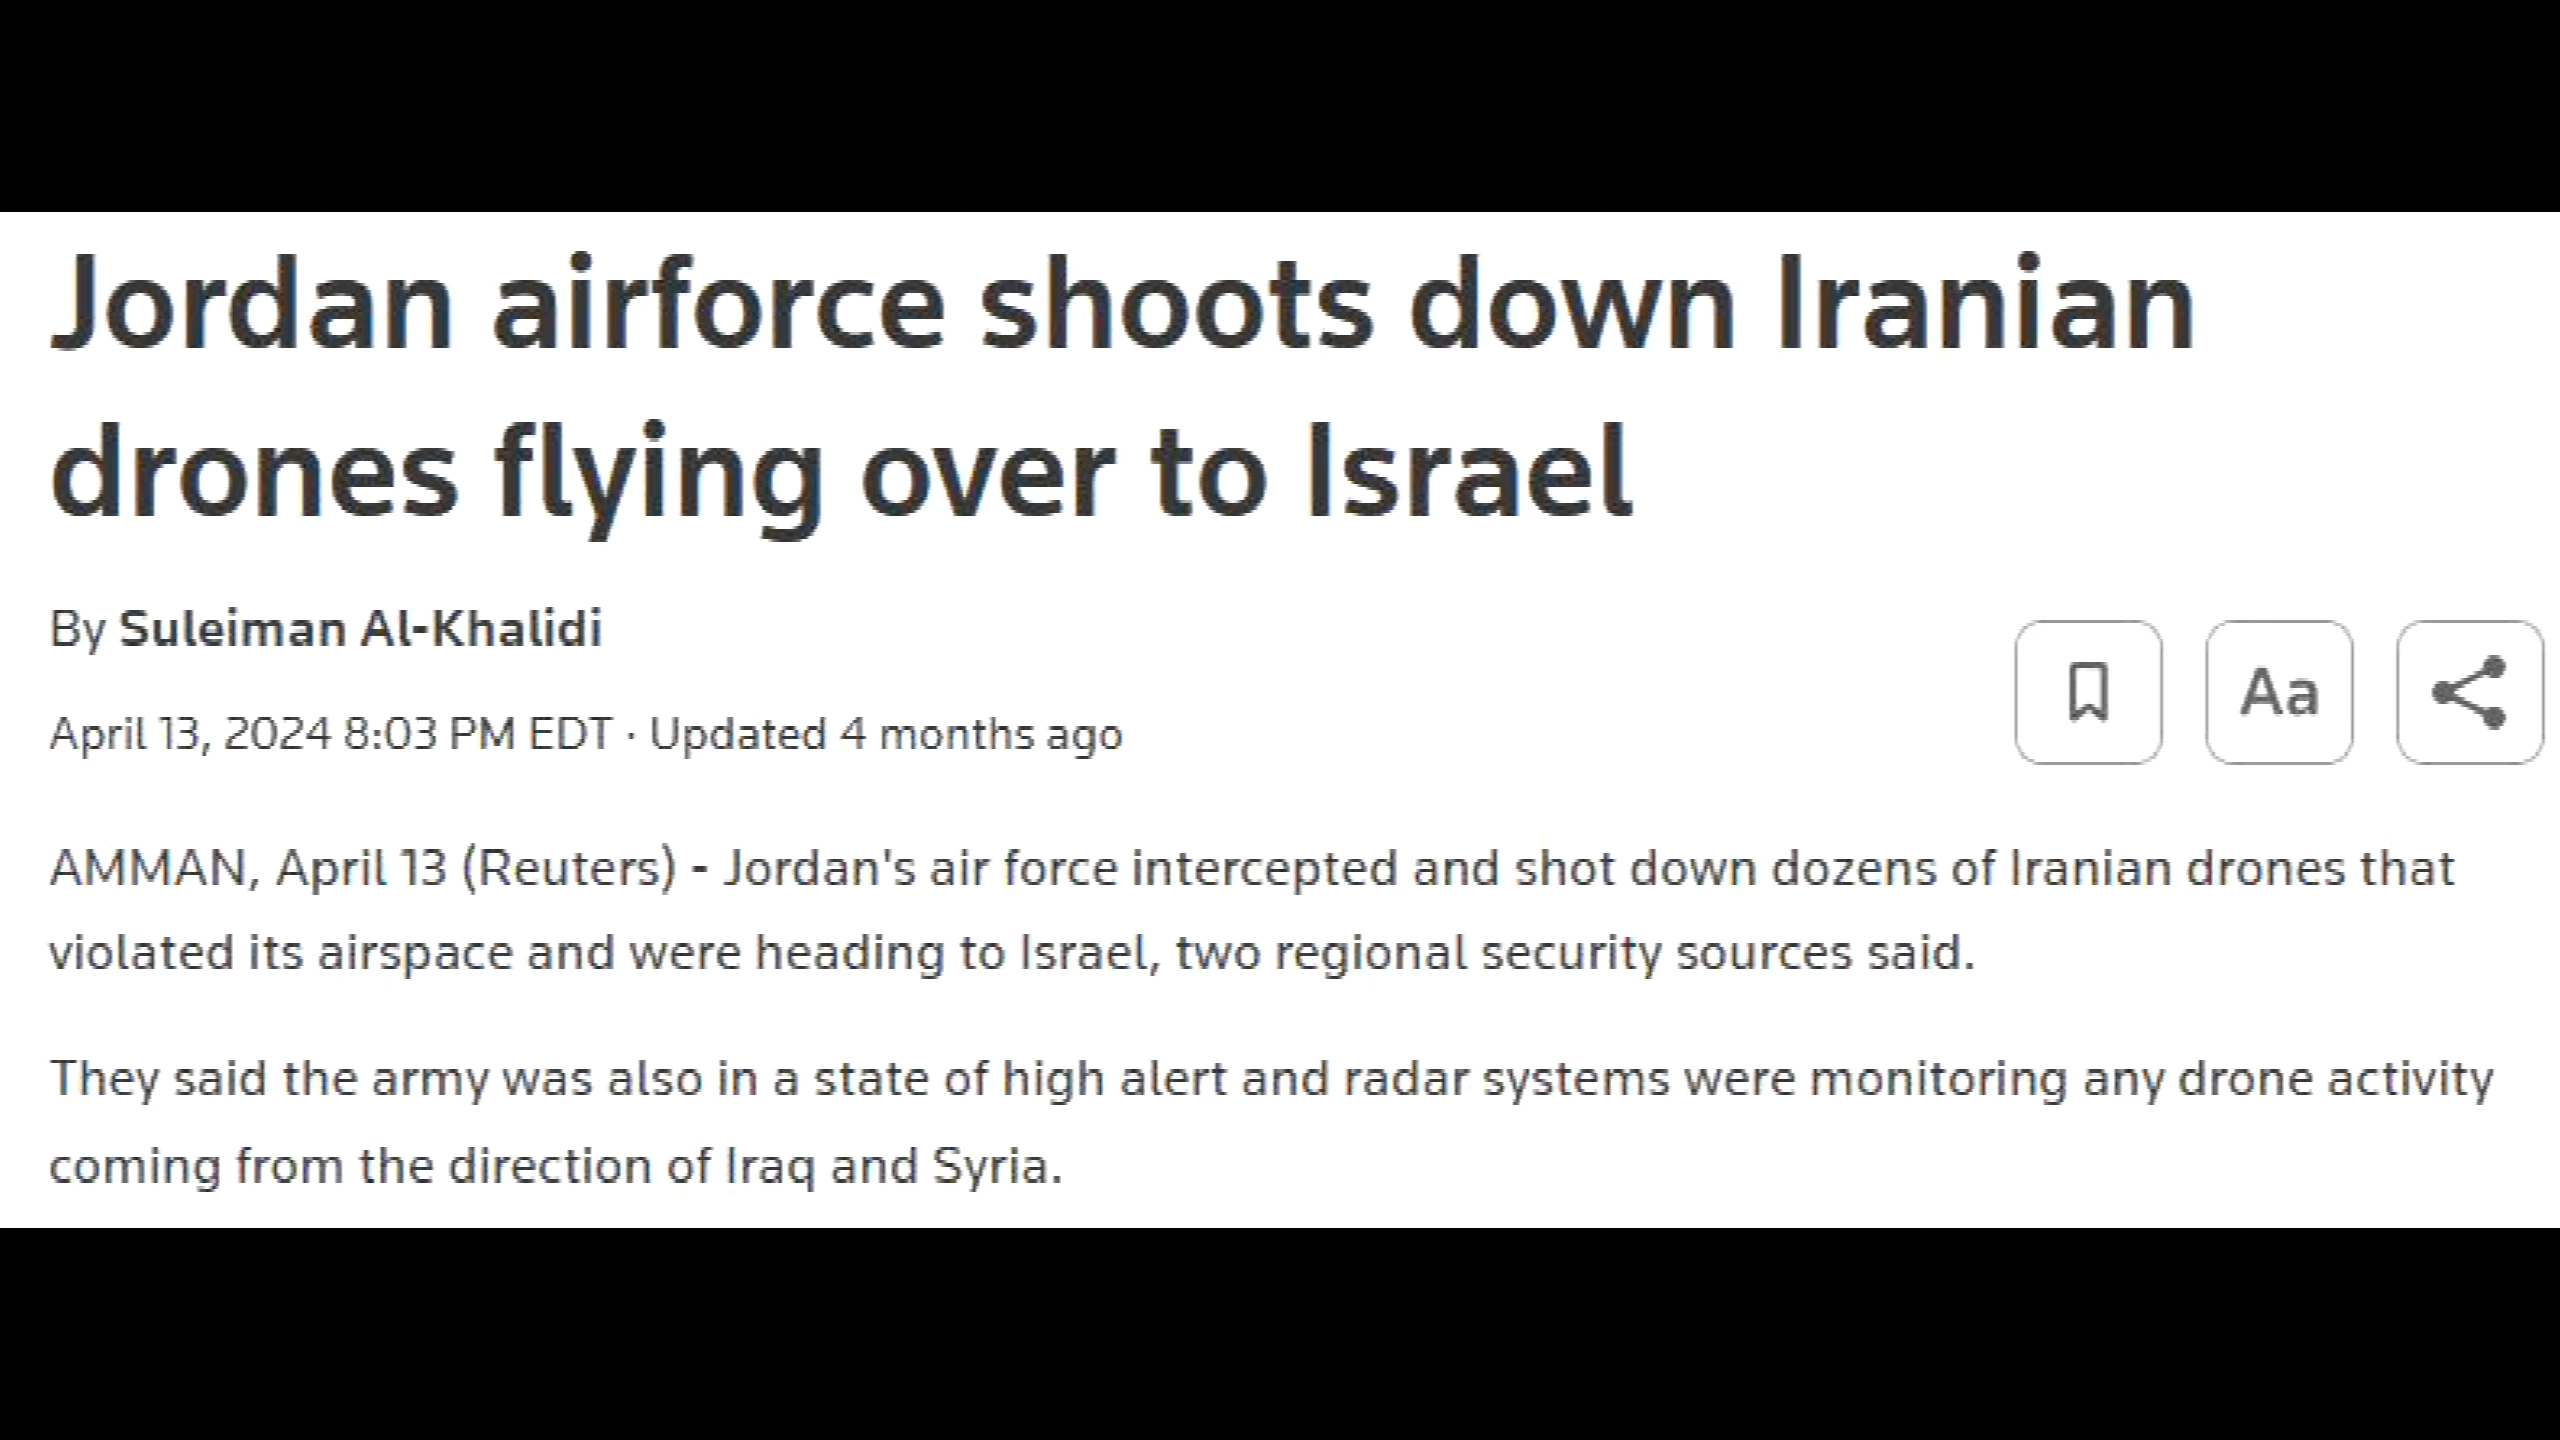 Jordan airforce shoots down Iranian
drones flying over to Israel
By Suleiman Al-Khalidi
Aa
April 13, 2024 8:03 PM EDT · Updated 4 months ago
AMMAN, April 13 (Reuters) - Jordan's air force intercepted and shot down dozens of Iranian drones that
violated its airspace and were heading to Israel, two regional security sources said.
They said the army was also in a state of high alert and radar systems were monitoring any drone activity
coming from the direction of Iraq and Syria.